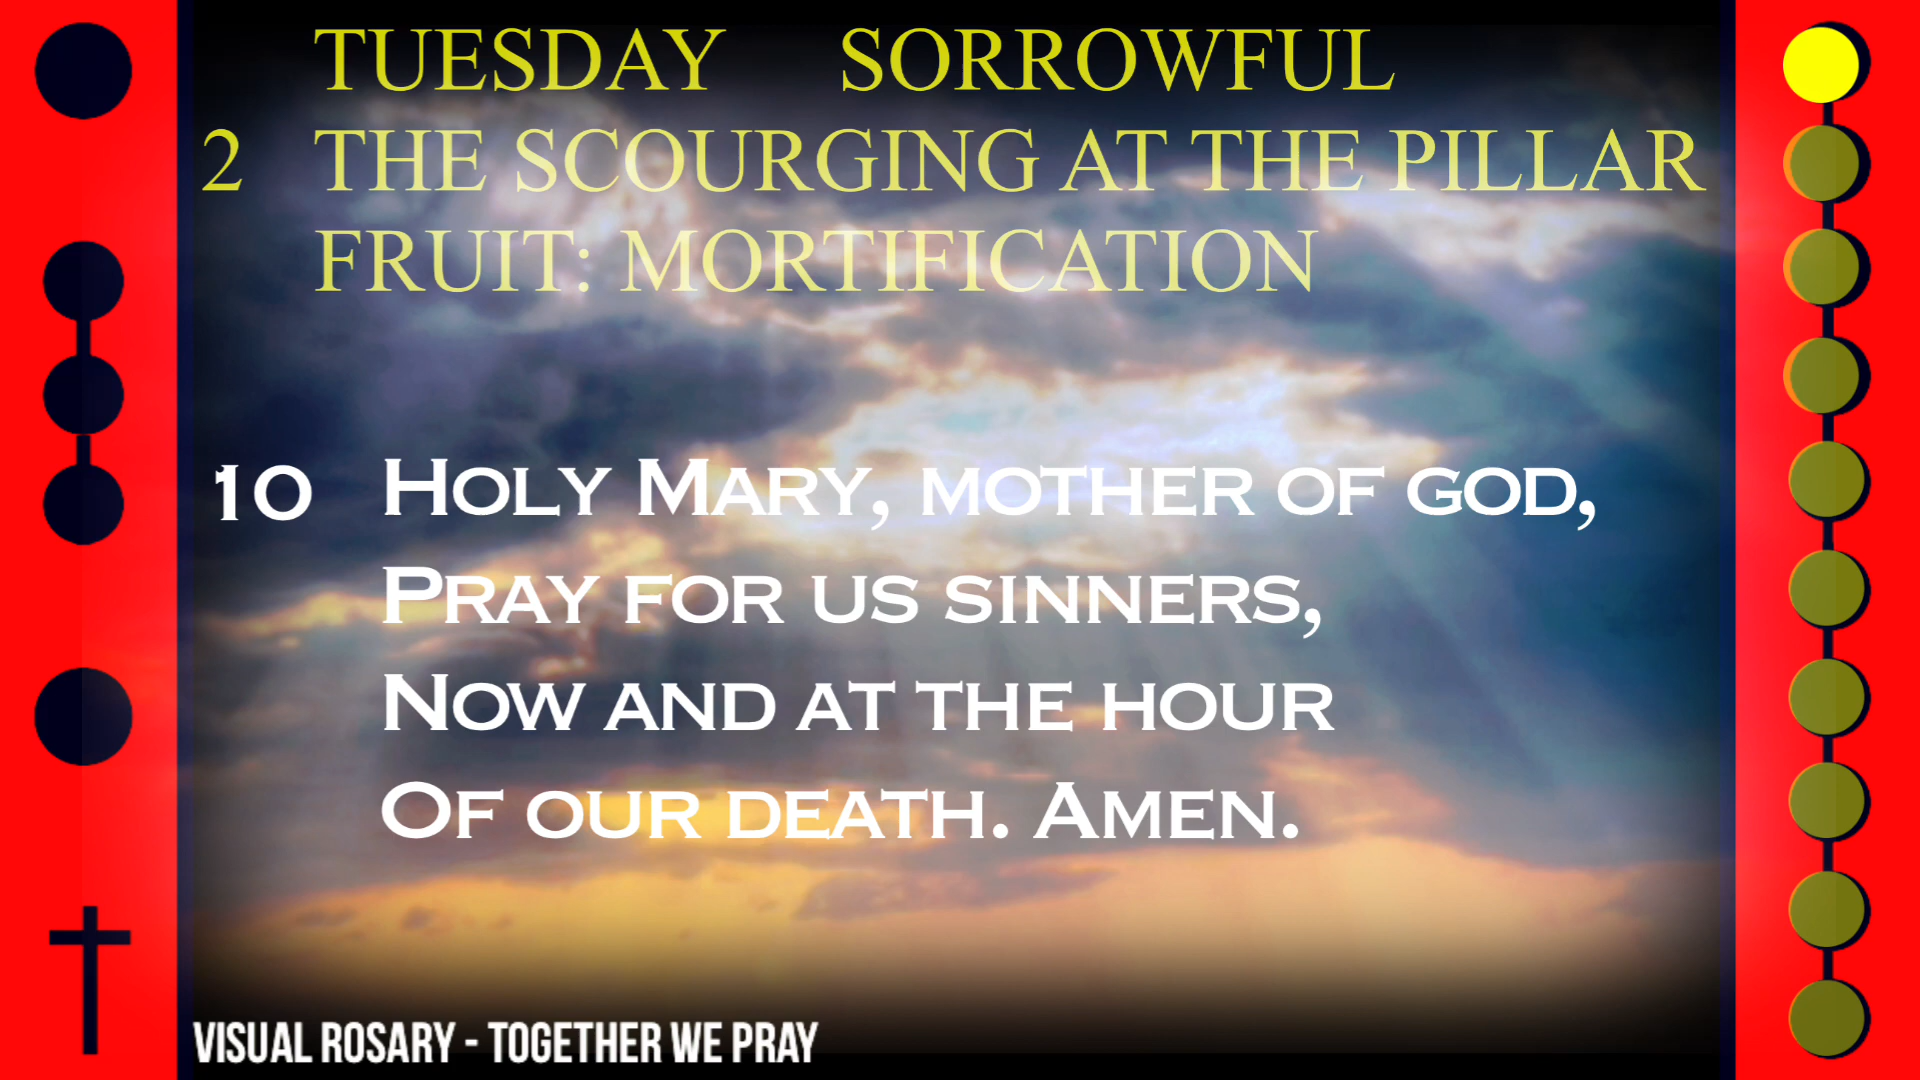 TUESDAY SORROWFUL
2 THE SCOURGING AT THE PILLAR
FRUIT: MORTIFICATION
10 HOLY MARY, MOTHER OF GOD,
PRAY FOR US SINNERS,
NOW AND AT THE HOUR
OF OUR DEATH. AMEN.
VISUAL ROSARY - TOGETHER WE PRAY